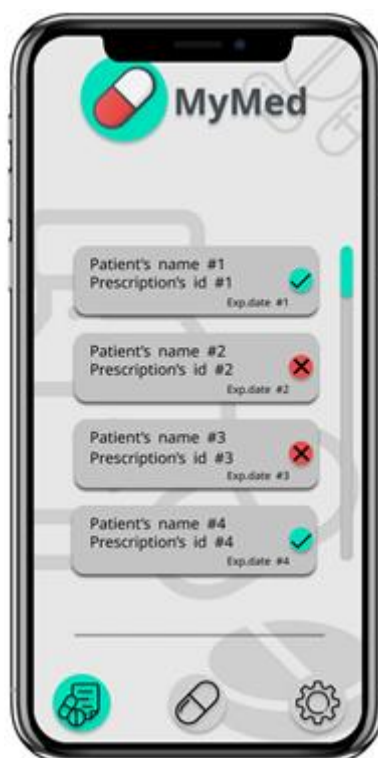 MyMed
Patient's name #1
Prescription's id #1
Exp.date #1
Patient's name #2
Prescription's id #2
Exp.date #2
Patient's name #3
Prescription's id #3
Exp.date #3
Patient's name #4
Prescription's id #4
Exp.date #4